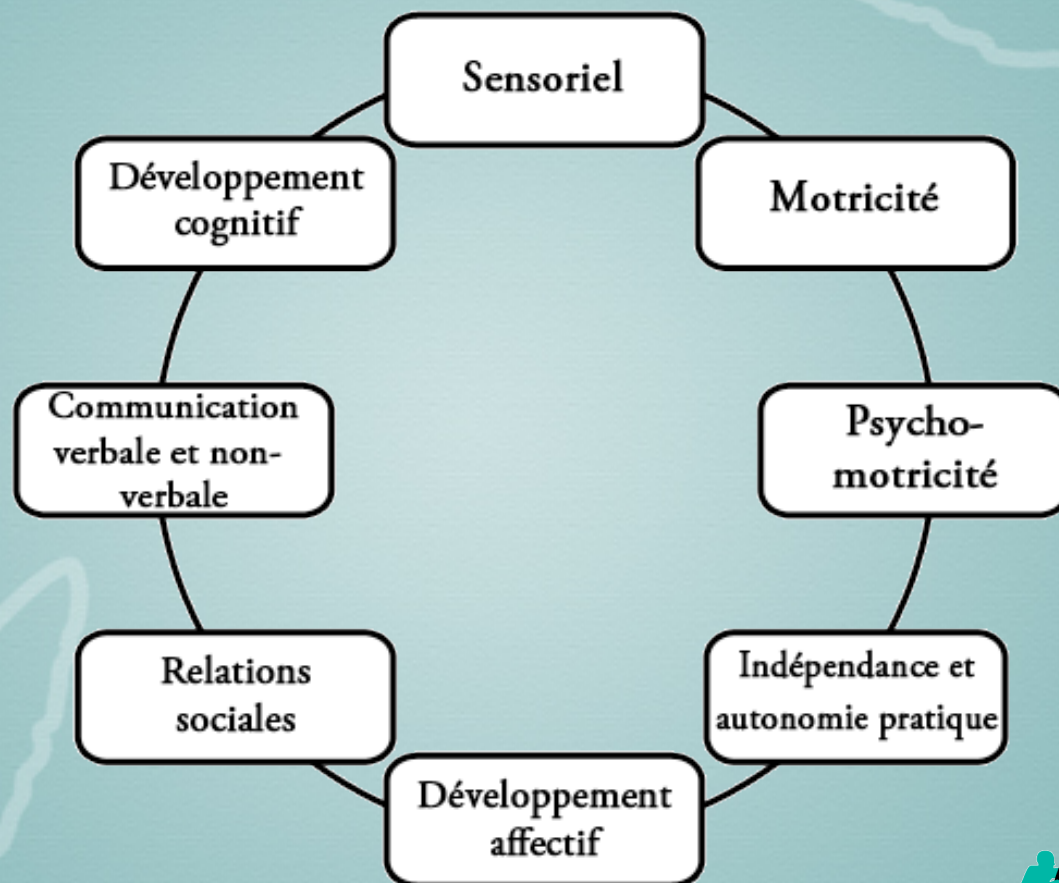 Sensoriel
Motricité
Psycho-
motricité
Indépendance et
autonomie pratique
Développement
affectif
Relations
sociales
Communication
verbale et non-
verbale
Développement
cognitif